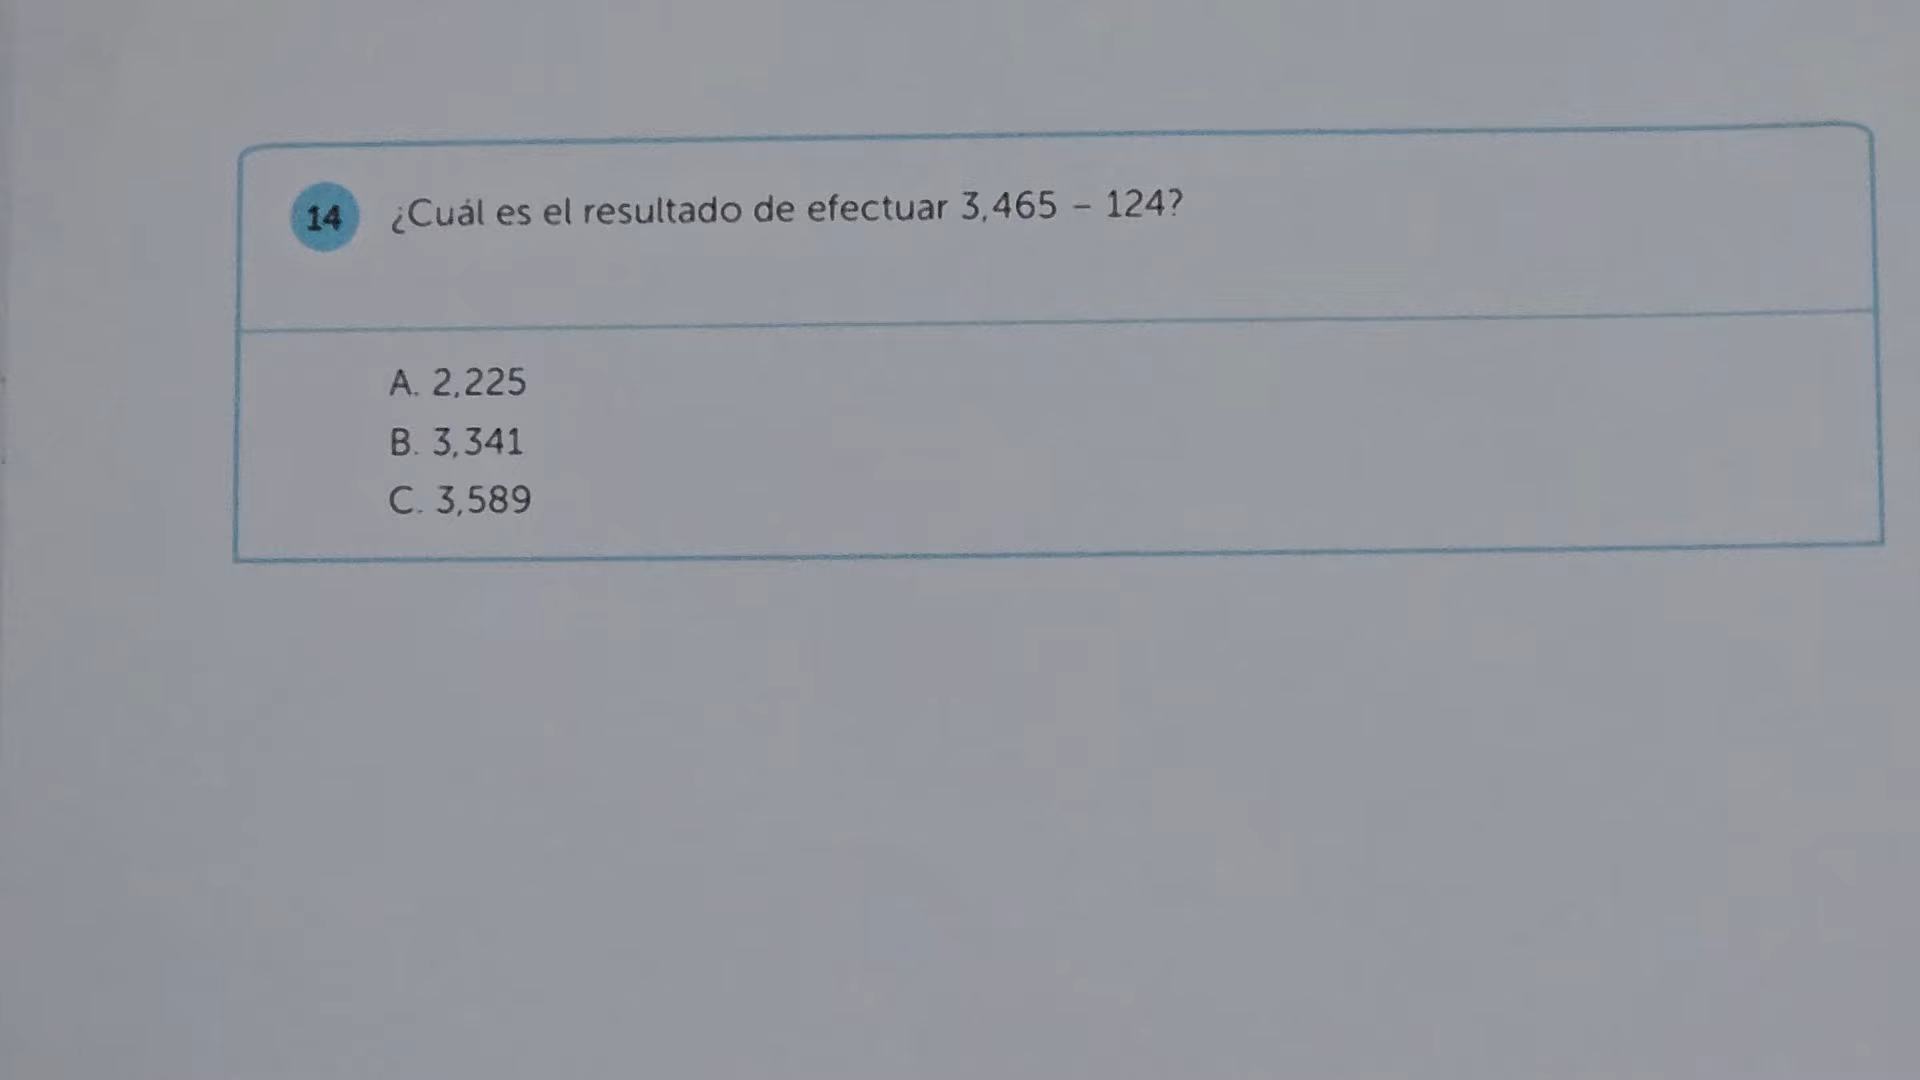 14 ¿Cuál es el resultado de efectuar 3,465 – 124?
A. 2,225
B. 3,341
C. 3,589